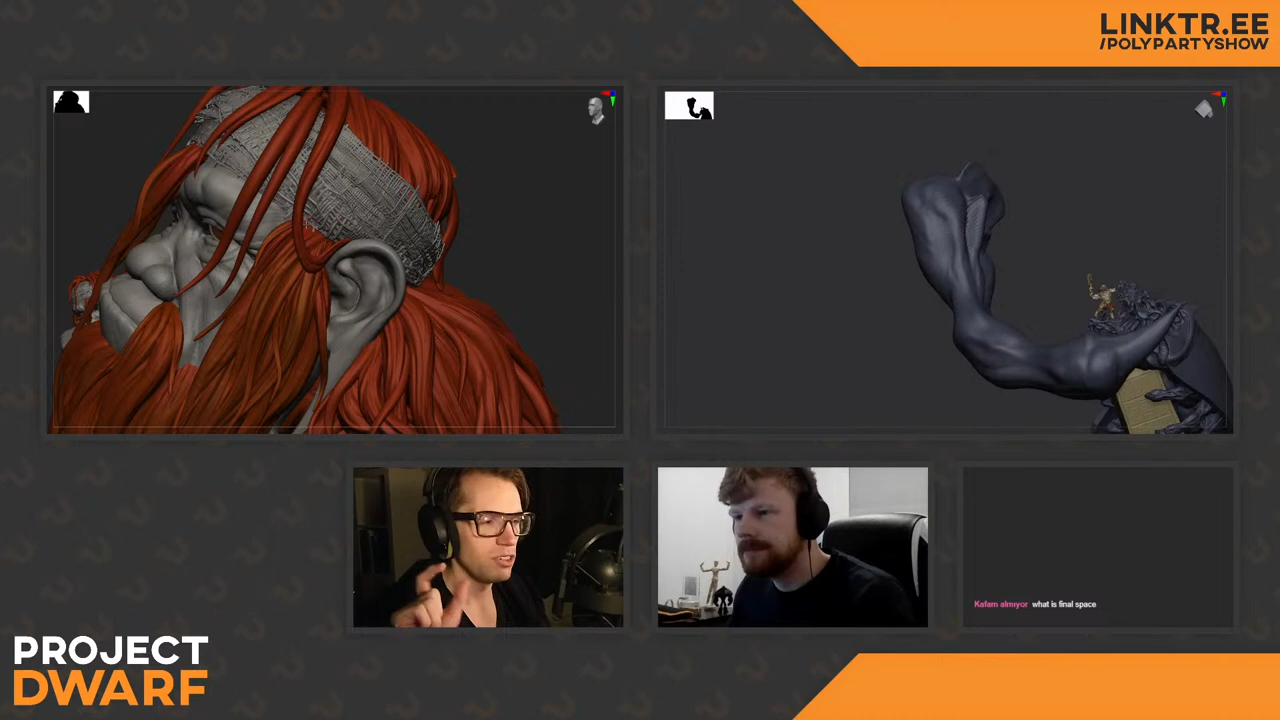 LINKTR.EE
/POLYPARTYSHOW
Kafam almıyor what is final space
PROJECT
DWARF